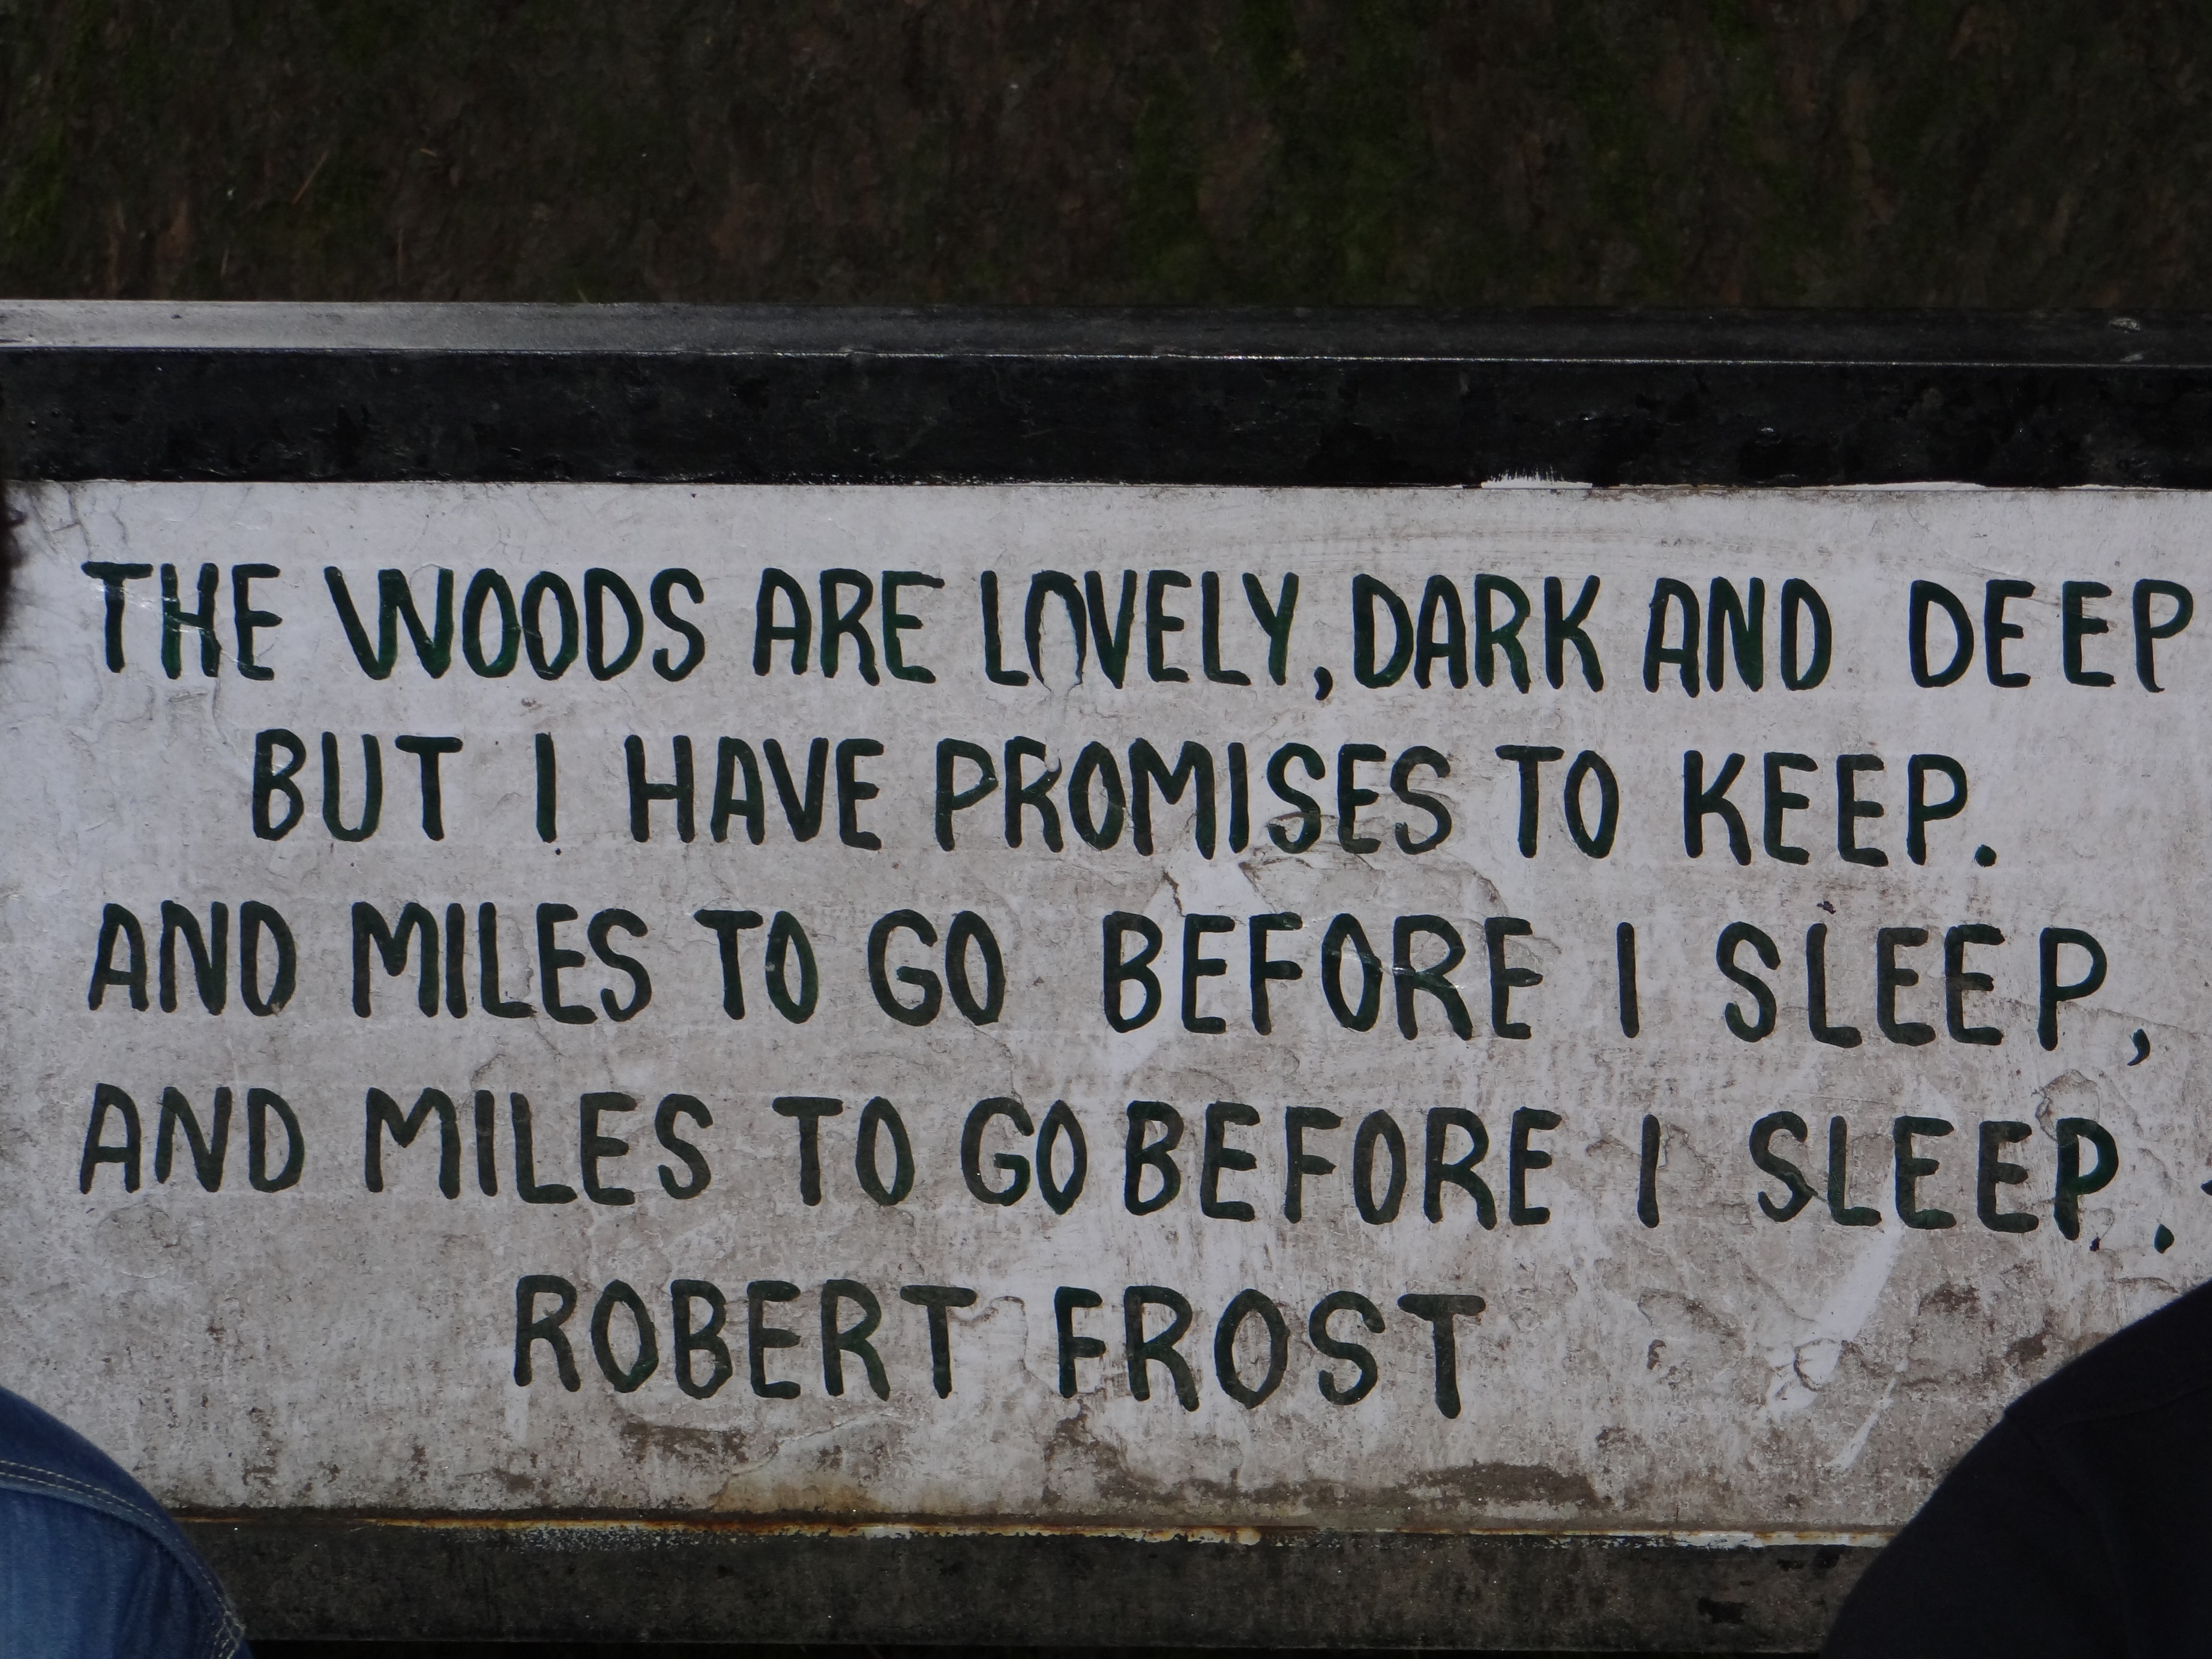 THE WOODS ARE LOVELY, DARK AND DEEP
BUT I HAVE PROMISES TO KEEP.
AND MILES TO GO BEFORE I SLEEP,
AND MILES TO GO BEFORE I SLEEP.
ROBERT FROST